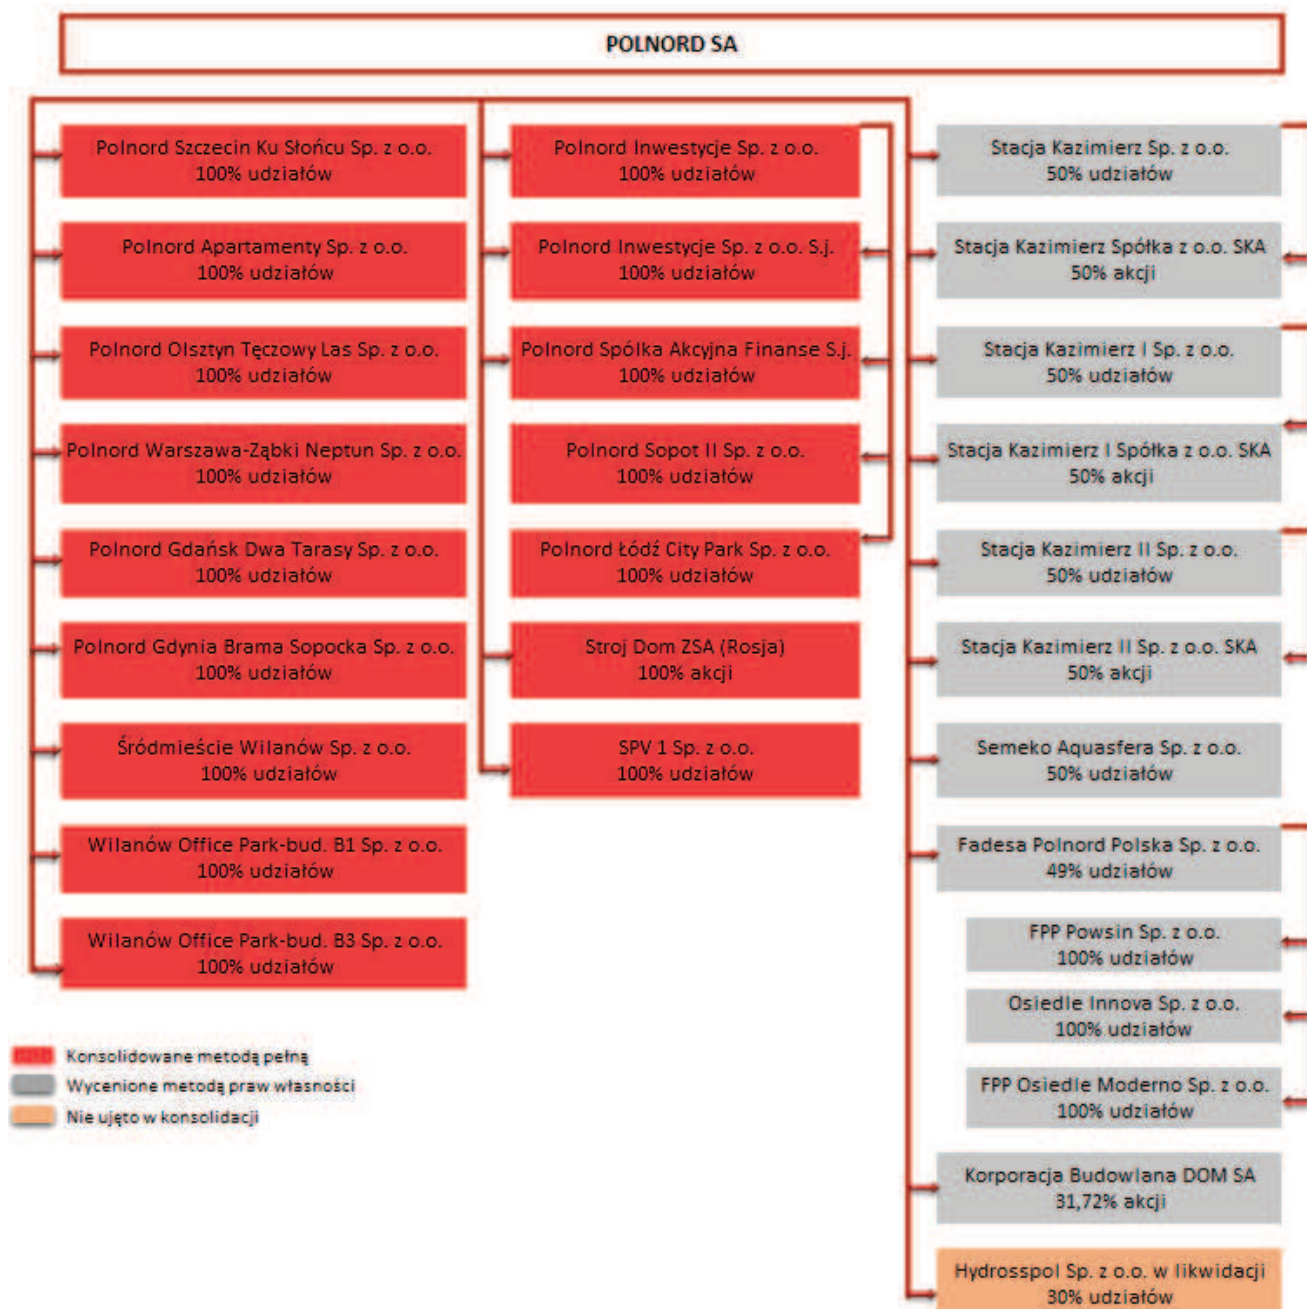 POLNORD SA
Polnord Szczecin Ku Słońcu Sp. z o.o.
100% udziałów
Polnord Apartamenty Sp. z o.o.
100% udziałów
Polnord Olsztyn Tęczowy Las Sp. z o.o.
100% udziałów
Polnord Warszawa-Ząbki Neptun Sp. z o.o.
100% udziałów
Polnord Gdańsk Dwa Tarasy Sp. z o.o.
100% udziałów
Polnord Gdynia Brama Sopocka Sp. z o.o.
100% udziałów
Śródmieście Wilanów Sp. z o.o.
100% udziałów
Wilanów Office Park-bud. B1 Sp. z o.o.
100% udziałów
Wilanów Office Park-bud. B3 Sp. z o.o.
100% udziałów
Polnord Inwestycje Sp. z o.o.
100% udziałów
Polnord Inwestycje Sp. z o.o. S.j.
100% udziałów
Polnord Spólka Akcyjna Finanse S.j.
100% udziałów
Polnord Sopot II Sp. z o.o.
100% udziałów
Polnord Łódź City Park Sp. z o.o.
100% udziałów
Stroj Dom ZSA (Rosja)
100% akcji
SPV 1 Sp. z o.o.
100% udziałów
Stacja Kazimierz Sp. z o.o.
50% udziałów
Stacja Kazimierz Spółka z o.o. SKA
50% akcji
Stacja Kazimierz I Sp. z o.o.
50% udziałów
Stacja Kazimierz I Spółka z o.o. SKA
50% akcji
Stacja Kazimierz II Sp. z o.o.
50% udziałów
Stacja Kazimierz II Sp. z o.o. SKA
50% akcji
Semeko Aquasfera Sp. z o.o.
50% udziałów
Fadesa Polnord Polska Sp. z o.o.
49% udziałów
FPP Powsin Sp. z o.o.
100% udziałów
Osiedle Innova Sp. z o.o.
100% udziałów
FPP Osiedle Moderno Sp. z o.o.
100% udziałów
Korporacja Budowlana DOM SA
31,72% akcji
Hydrosspol Sp. z o.o. w likwidacji
30% udziałów
Konsolidowane metodą pełną
Wycenione metodą praw własności
Nie ujęto w konsolidacji